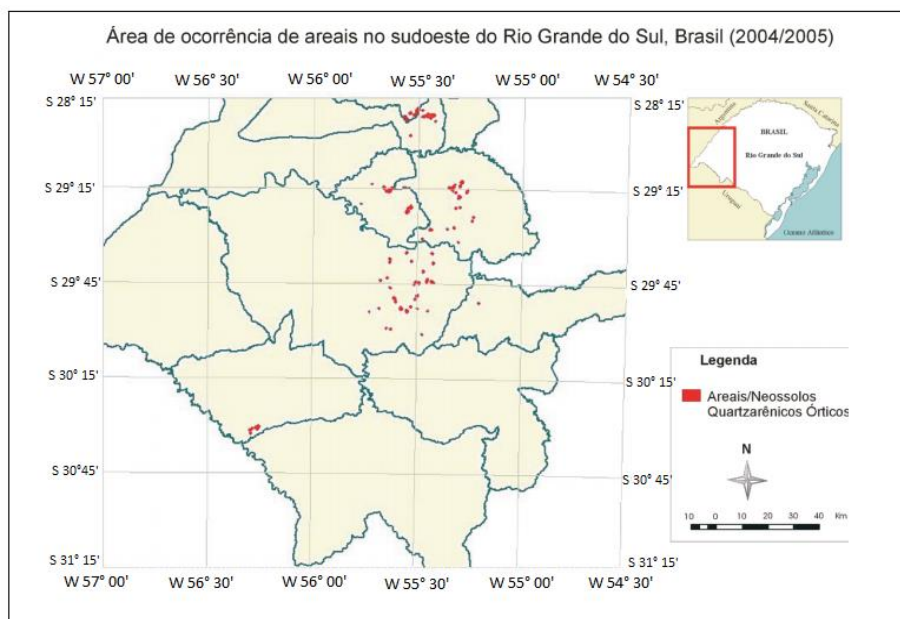 Área de ocorrência de areais no sudoeste do Rio Grande do Sul, Brasil (2004/2005)
W 57° 00' W 56° 30' W 56° 00' W 55° 30' W 55° 00' W 54° 30'
S 28° 15' S 28° 15'
S 29° 15' S 29° 15'
S 29° 45' S 29° 45'
S 30° 15' S 30° 15'
S 30° 45' S 30° 45'
S 31° 15' S 31° 15'
W 57° 00' W 56° 30' W 56° 00' W 55° 30' W 55° 00' W 54° 30'
Argentina
Santa Catarina
BRASIL
Rio Grande do Sul
Uruguai
Oceano Atlântico
Legenda
Areais/Neossolos
Quartzarênicos Órticos
N
10 0 10 20 30 40 Km